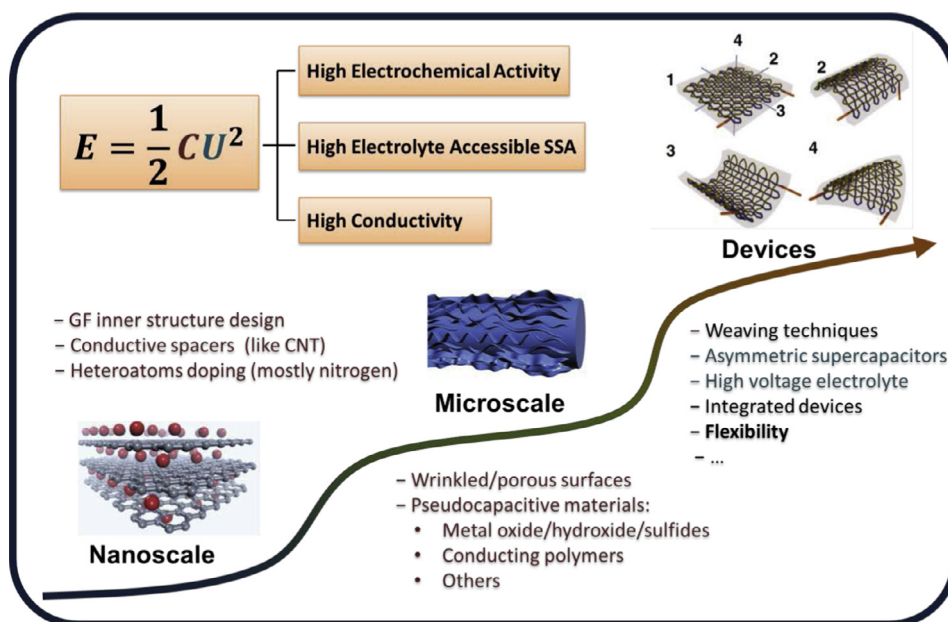 E = 1/2 CU²
High Electrochemical Activity
High Electrolyte Accessible SSA
High Conductivity
4
1
2
3
2
3
4
Devices
– GF inner structure design
– Conductive spacers (like CNT)
– Heteroatoms doping (mostly nitrogen)
Microscale
– Weaving techniques
– Asymmetric supercapacitors
– High voltage electrolyte
– Integrated devices
– Flexibility
– ...
Nanoscale
– Wrinkled/porous surfaces
– Pseudocapacitive materials:
• Metal oxide/hydroxide/sulfides
• Conducting polymers
• Others